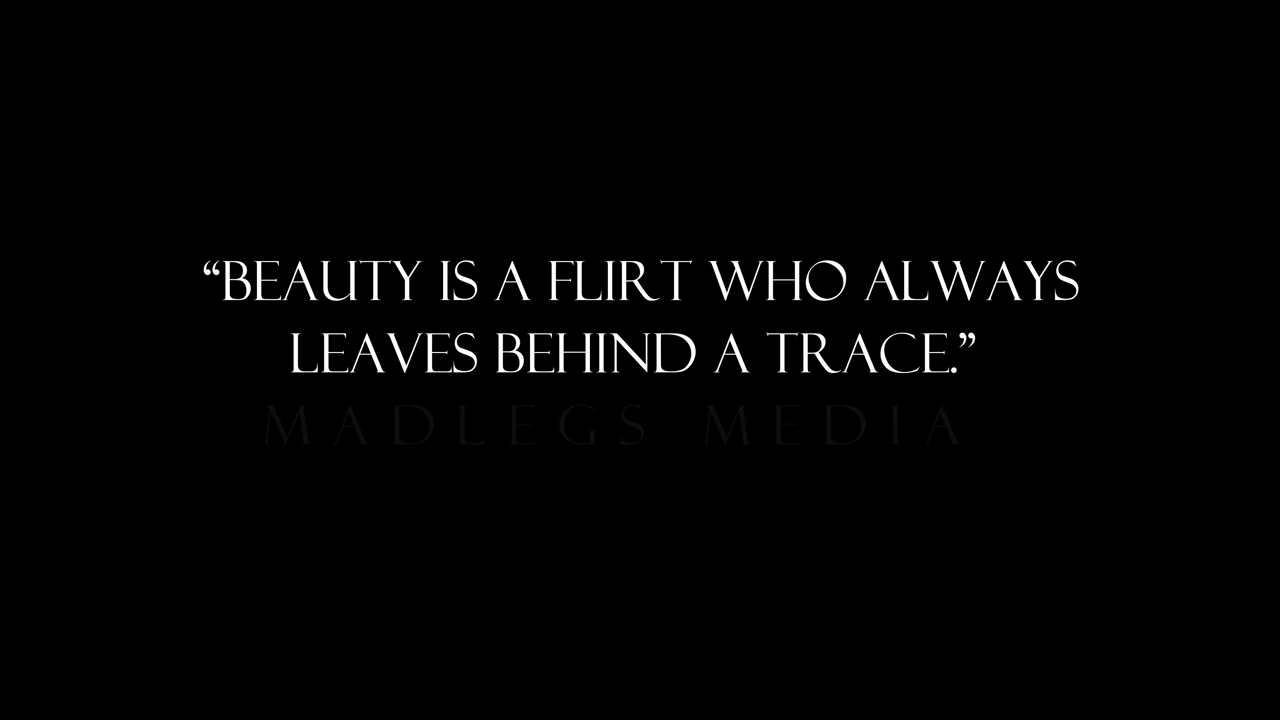 “BEAUTY IS A FLIRT WHO ALWAYS
LEAVES BEHIND A TRACE.”
MADLEGS MEDIA